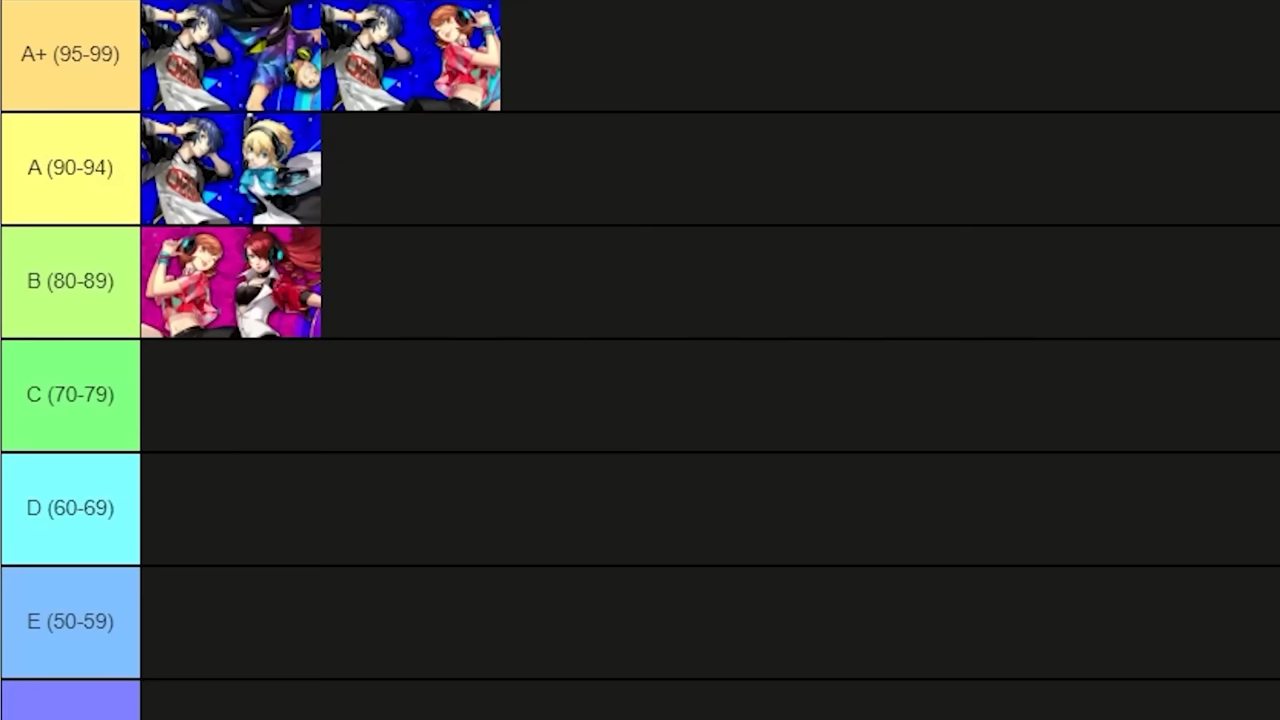 A+ (95-99)
A (90-94)
B (80-89)
C (70-79)
D (60-69)
E (50-59)